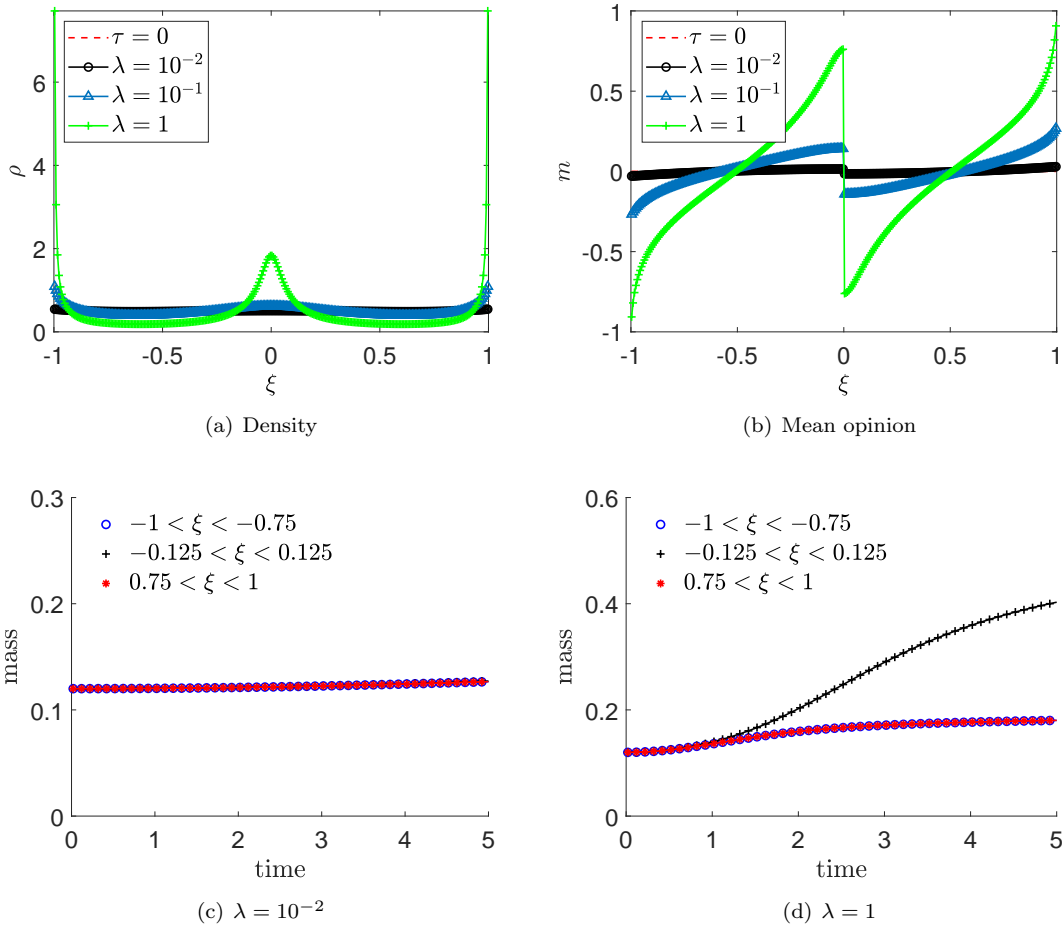 τ = 0
λ = 10⁻²
λ = 10⁻¹
λ = 1
ρ
6
4
2
0
-1
-0.5
0
0.5
1
ξ
(a) Density
τ = 0
λ = 10⁻²
λ = 10⁻¹
λ = 1
m
1
0.5
0
-0.5
-1
-1
-0.5
0
0.5
1
ξ
(b) Mean opinion
−1 < ξ < −0.75
−0.125 < ξ < 0.125
0.75 < ξ < 1
mass
0.3
0.2
0.1
0
0
1
2
3
4
5
time
(c) λ = 10⁻²
−1 < ξ < −0.75
−0.125 < ξ < 0.125
0.75 < ξ < 1
mass
0.6
0.4
0.2
0
0
1
2
3
4
5
time
(d) λ = 1